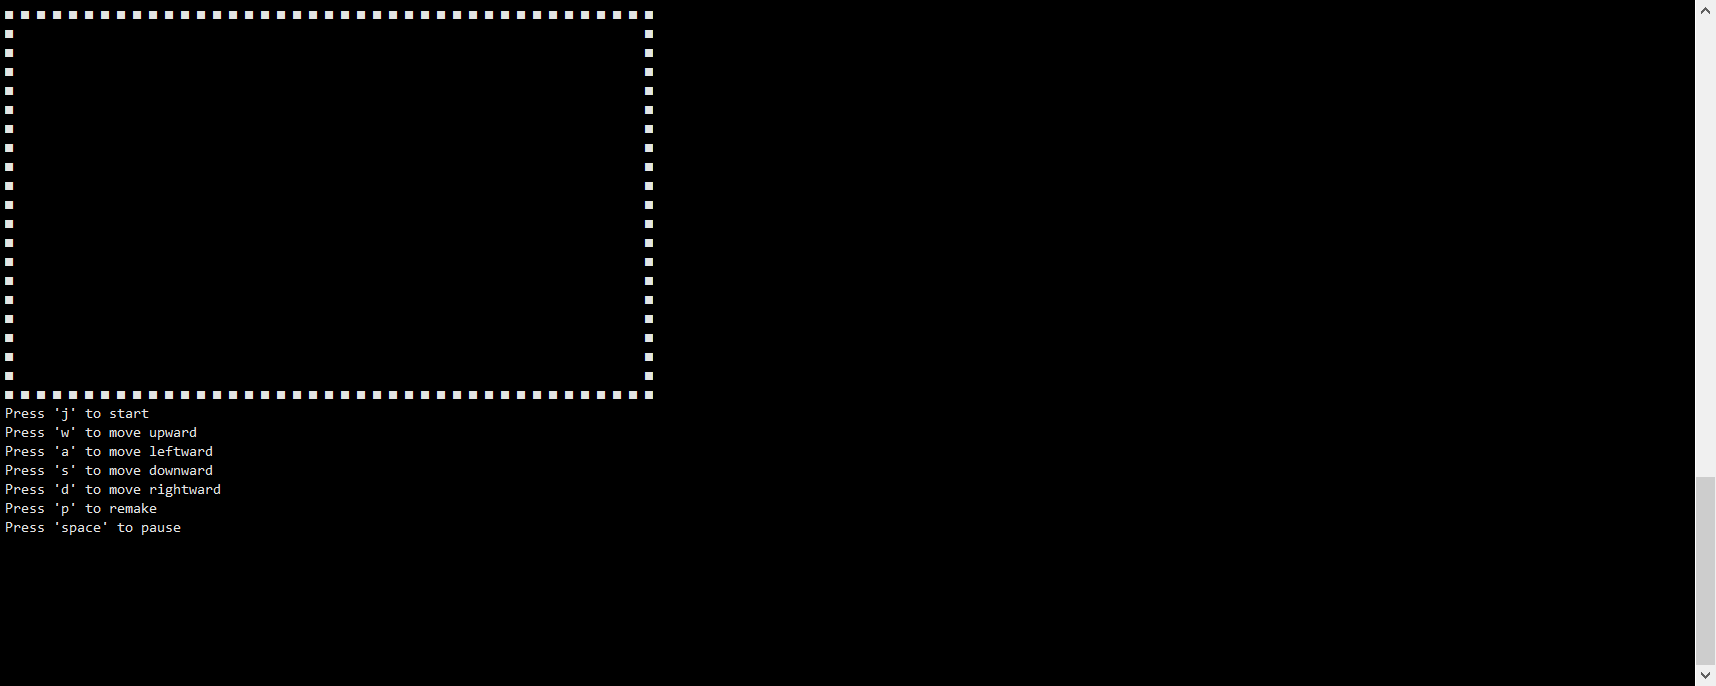 Press 'j' to start
Press 'w' to move upward
Press 'a' to move leftward
Press 's' to move downward
Press 'd' to move rightward
Press 'p' to remake
Press 'space' to pause